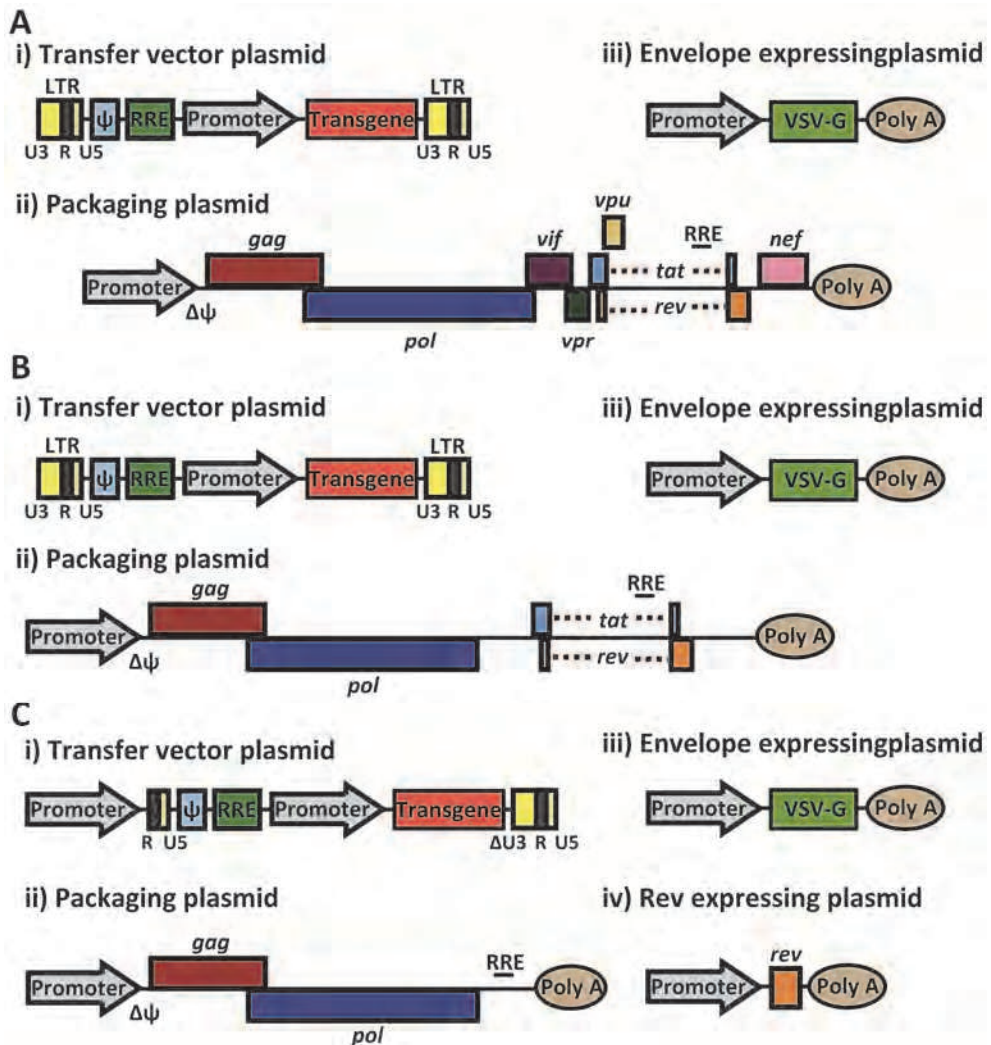 A
i) Transfer vector plasmid
LTR LTR
ψ RRE Promoter Transgene
U3 R U5 U3 R U5
iii) Envelope expressingplasmid
Promoter VSV-G Poly A
ii) Packaging plasmid
vpu
gag vif RRE nef
Promoter tat Poly A
Δψ rev
pol vpr
B
i) Transfer vector plasmid
LTR LTR
ψ RRE Promoter Transgene
U3 R U5 U3 R U5
iii) Envelope expressingplasmid
Promoter VSV-G Poly A
ii) Packaging plasmid
gag RRE
Promoter tat Poly A
Δψ rev
pol
C
i) Transfer vector plasmid
Promoter ψ RRE Promoter Transgene
R U5 ΔU3 R U5
iii) Envelope expressingplasmid
Promoter VSV-G Poly A
ii) Packaging plasmid
gag RRE
Promoter Poly A
Δψ
pol
iv) Rev expressing plasmid
rev
Promoter Poly A